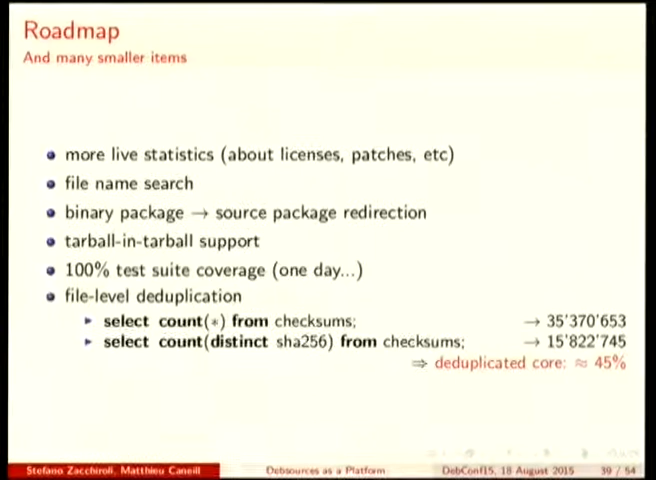 Roadmap
And many smaller items
more live statistics (about licenses, patches, etc)
file name search
binary package → source package redirection
tarball-in-tarball support
100% test suite coverage (one day...)
file-level deduplication
select count(*) from checksums; → 35'370'653
select count(distinct sha256) from checksums; → 15'822'745
⇒ deduplicated core: ≈ 45%
Stefano Zacchiroli, Matthieu Caneill Debsources as a Platform DebConf15, 18 August 2015 39 / 54